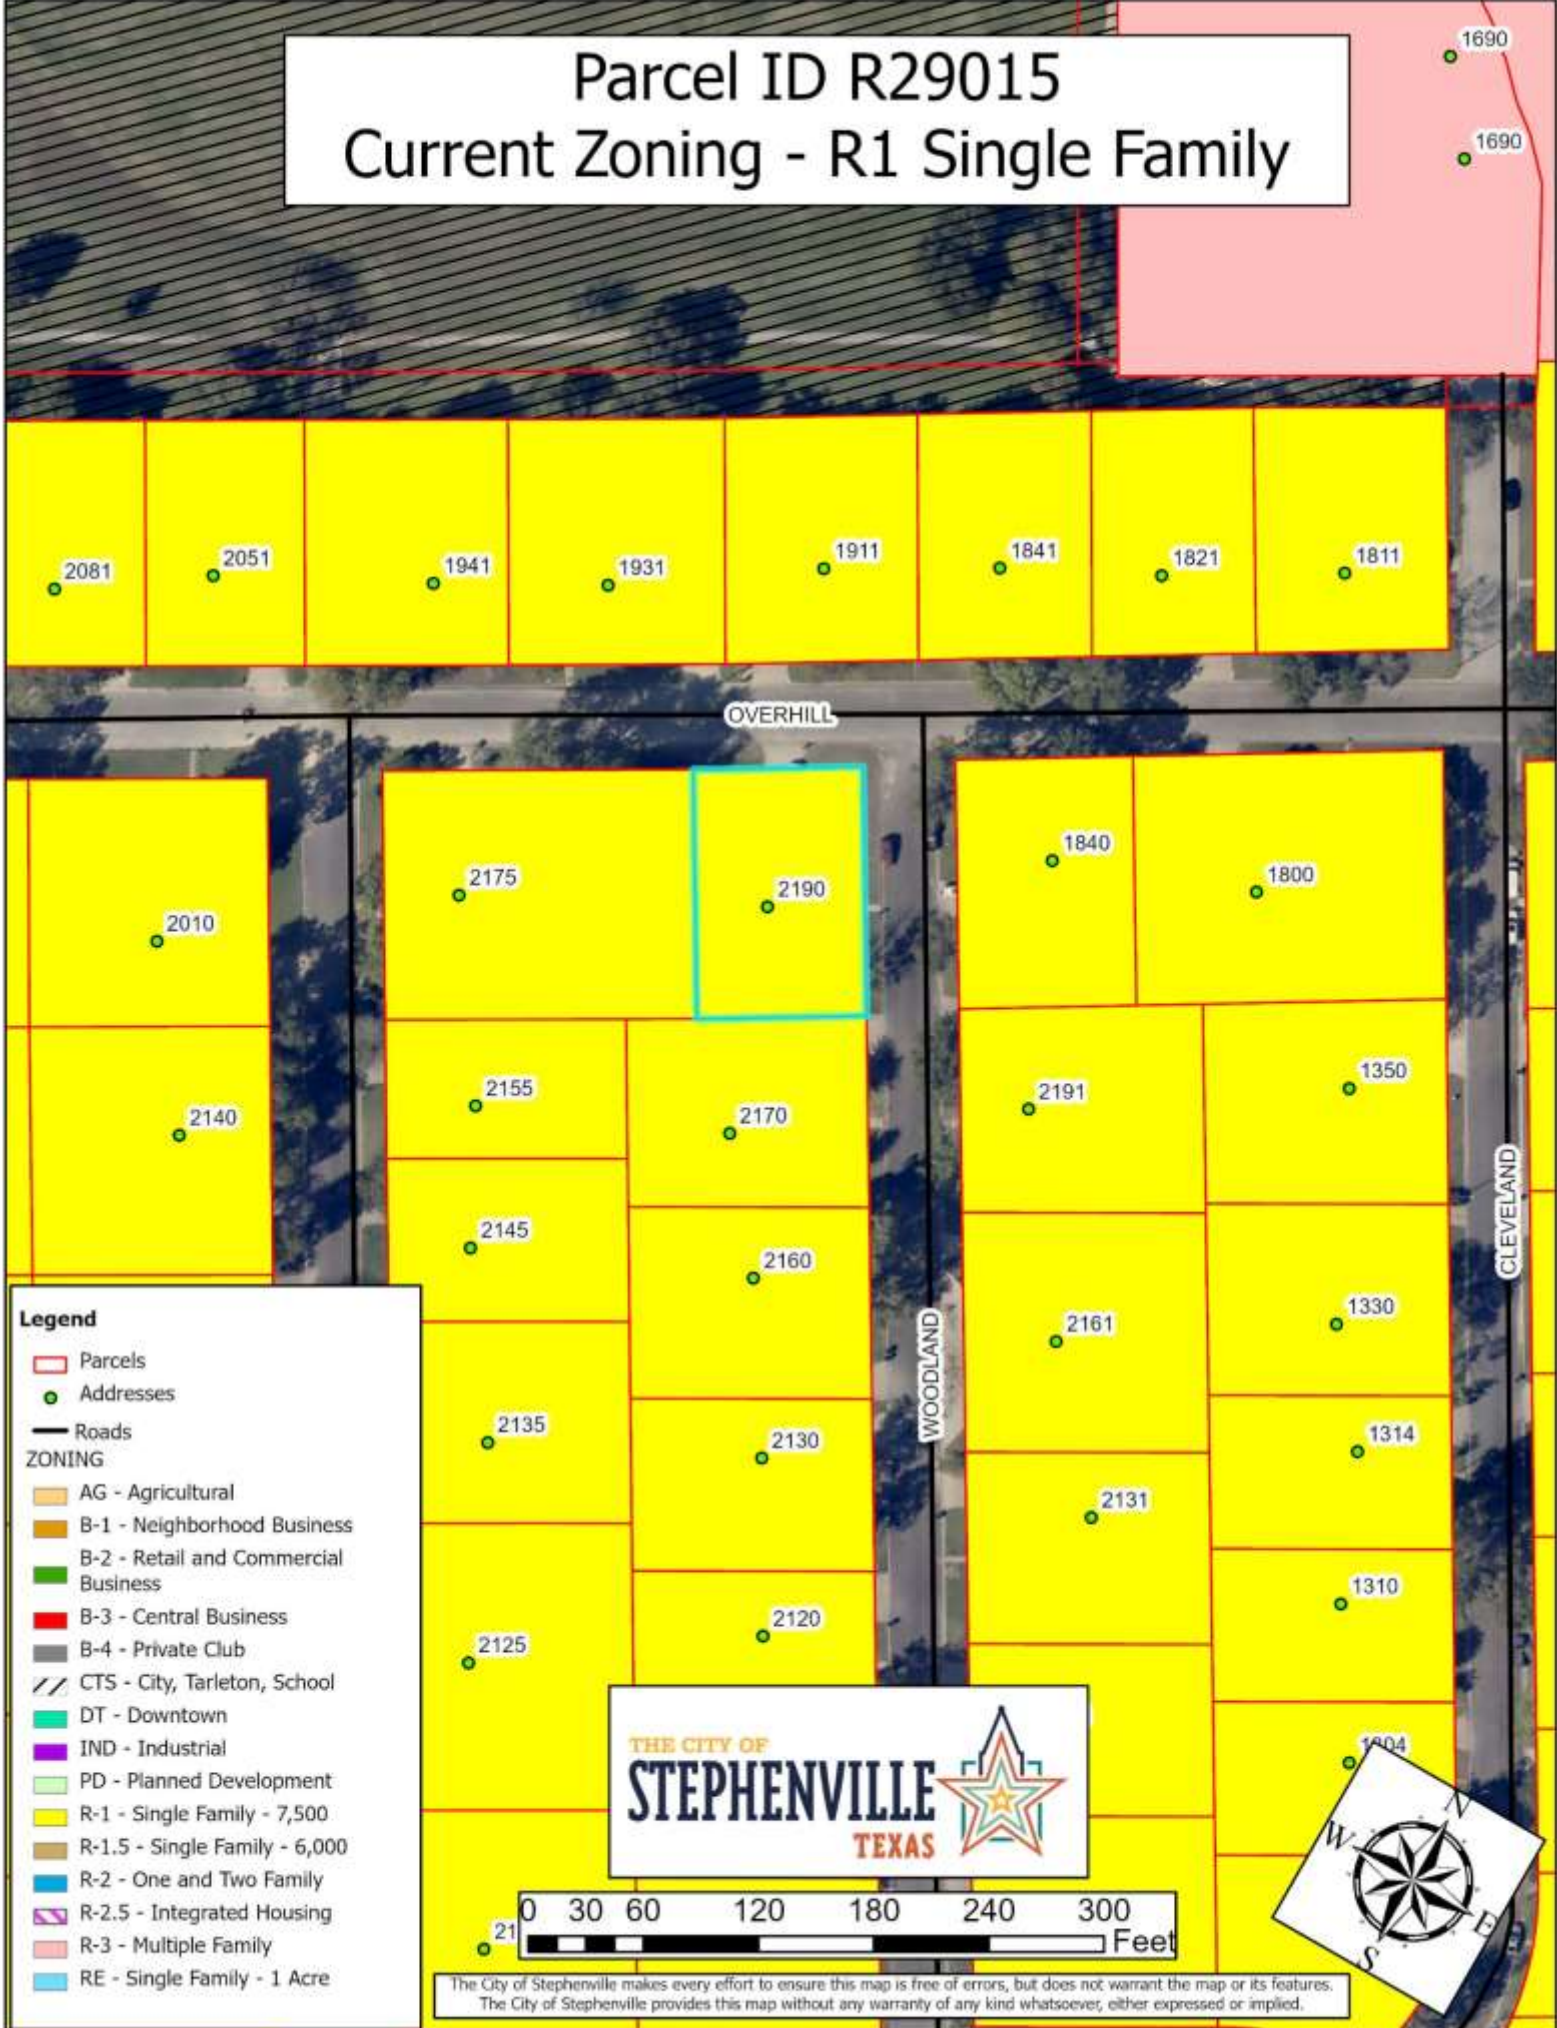 Parcel ID R29015
Current Zoning - R1 Single Family
1690
1690
2081
2051
1941
1931
1911
1841
1821
1811
OVERHILL
2175
2190
1840
1800
2010
2140
2155
2170
2191
1350
2145
2160
2161
1330
WOODLAND
CLEVELAND
2135
2130
2131
1314
2125
2120
1310
1304
21
Legend
Parcels
Addresses
Roads
ZONING
AG - Agricultural
B-1 - Neighborhood Business
B-2 - Retail and Commercial
Business
B-3 - Central Business
B-4 - Private Club
CTS - City, Tarleton, School
DT - Downtown
IND - Industrial
PD - Planned Development
R-1 - Single Family - 7,500
R-1.5 - Single Family - 6,000
R-2 - One and Two Family
R-2.5 - Integrated Housing
R-3 - Multiple Family
RE - Single Family - 1 Acre
THE CITY OF
STEPHENVILLE
TEXAS
N
W
E
S
0 30 60 120 180 240 300
Feet
The City of Stephenville makes every effort to ensure this map is free of errors, but does not warrant the map or its features.
The City of Stephenville provides this map without any warranty of any kind whatsoever, either expressed or implied.